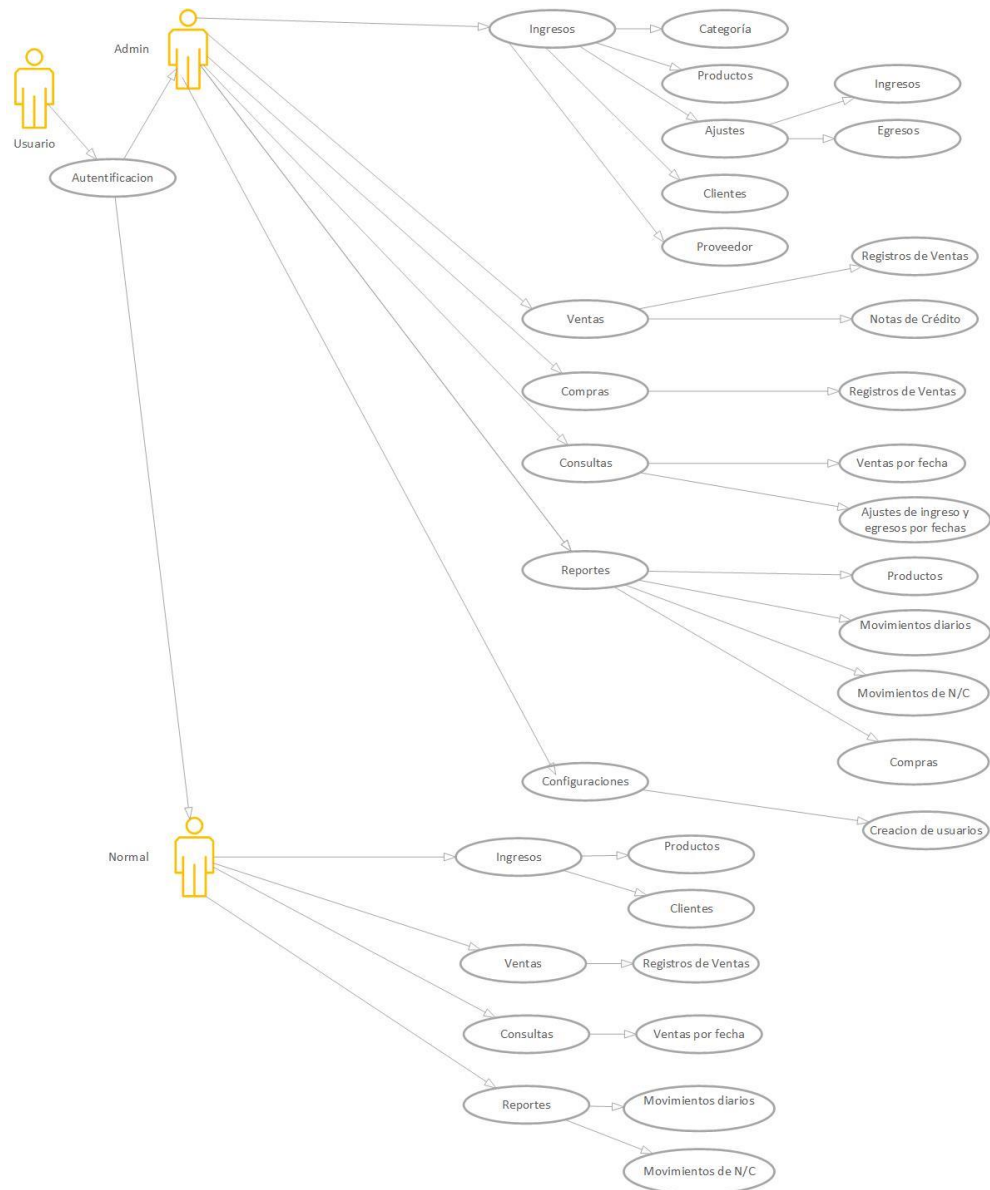 Usuario
Autentificacion
Admin
Ingresos
Categoría
Productos
Ajustes
Ingresos
Egresos
Clientes
Proveedor
Ventas
Registros de Ventas
Notas de Crédito
Compras
Registros de Ventas
Consultas
Ventas por fecha
Ajustes de ingreso y
egresos por fechas
Reportes
Productos
Movimientos diarios
Movimientos de N/C
Compras
Configuraciones
Creacion de usuarios
Normal
Ingresos
Productos
Clientes
Ventas
Registros de Ventas
Consultas
Ventas por fecha
Reportes
Movimientos diarios
Movimientos de N/C